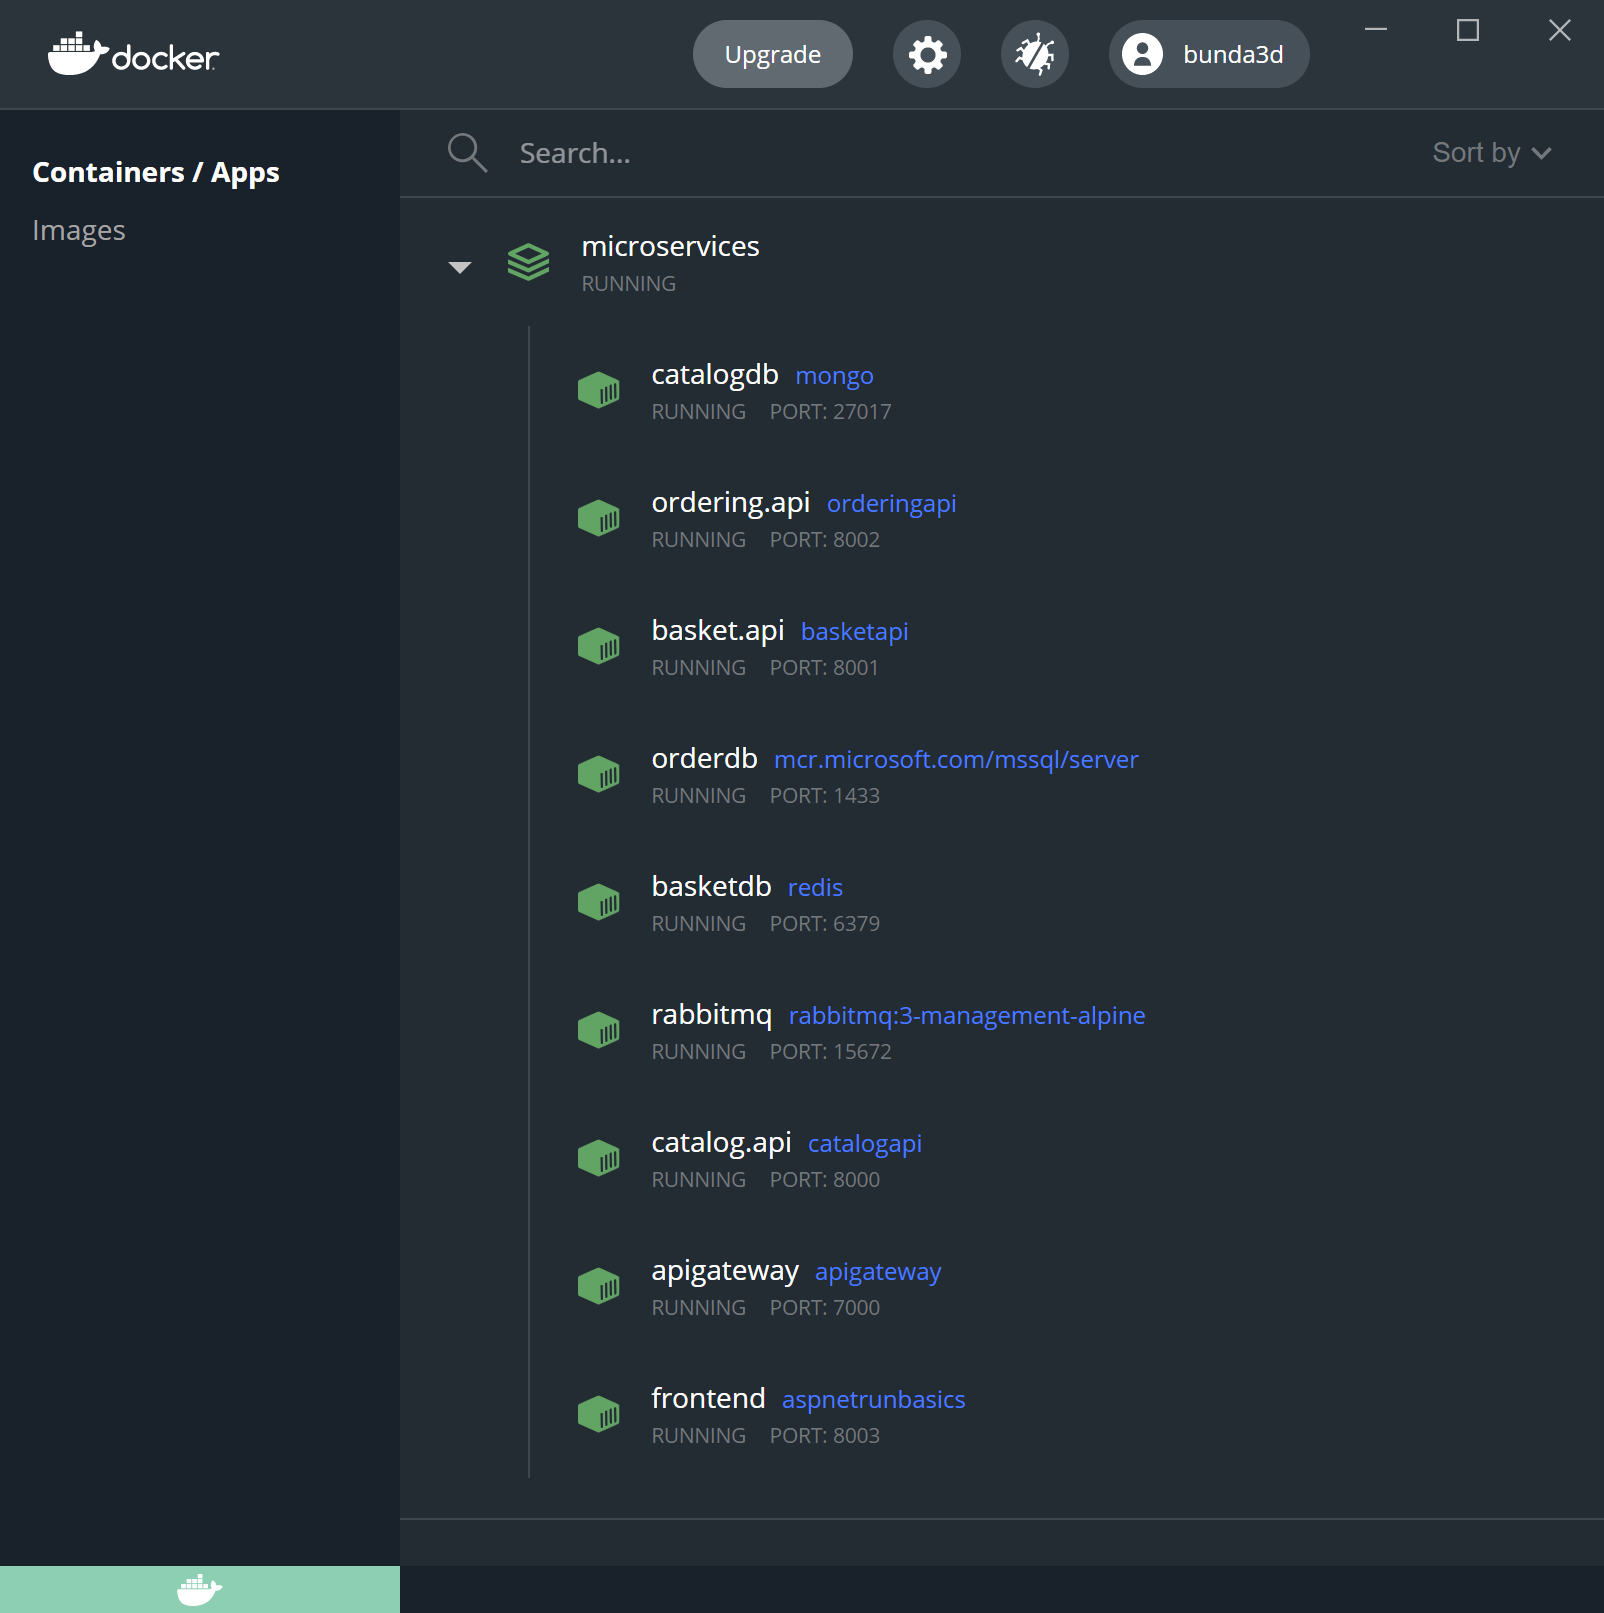 docker
Upgrade
bunda3d
Containers / Apps
Images
Search...
Sort by
microservices
RUNNING
catalogdb mongo
RUNNING PORT: 27017
ordering.api orderingapi
RUNNING PORT: 8002
basket.api basketapi
RUNNING PORT: 8001
orderdb mcr.microsoft.com/mssql/server
RUNNING PORT: 1433
basketdb redis
RUNNING PORT: 6379
rabbitmq rabbitmq:3-management-alpine
RUNNING PORT: 15672
catalog.api catalogapi
RUNNING PORT: 8000
apigateway apigateway
RUNNING PORT: 7000
frontend aspnetrunbasics
RUNNING PORT: 8003